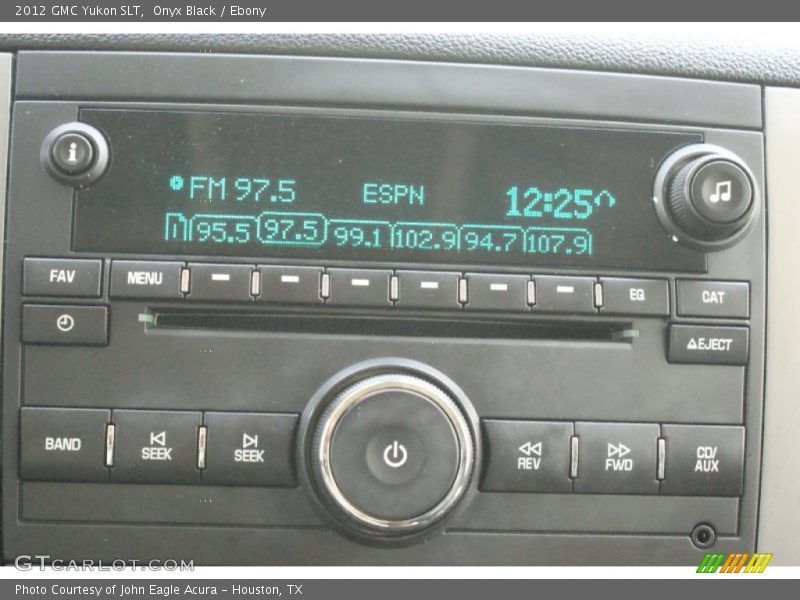 2012 GMC Yukon SLT,  Onyx Black / Ebony
i
FM 97.5 ESPN 12:25^
95.5 97.5 99.1 102.9 94.7 107.9
FAV MENU EQ CAT
▲EJECT
BAND SEEK SEEK REV FWD CD/
AUX
GTcarlot.com
Photo Courtesy of John Eagle Acura - Houston, TX